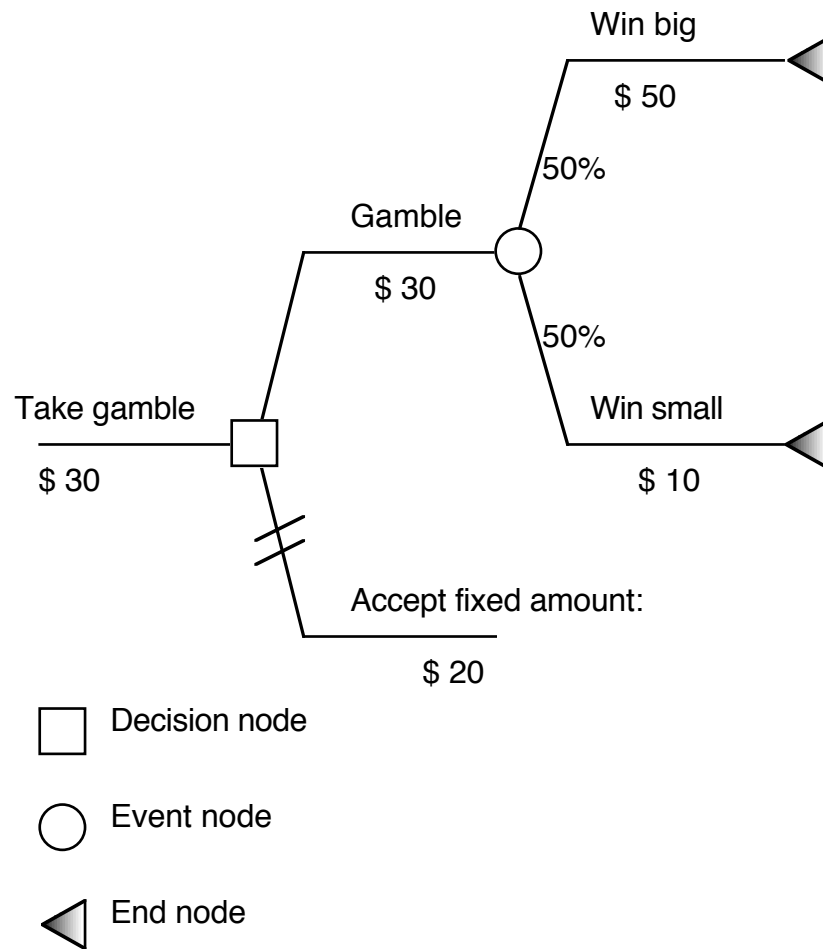 Win big
$ 50
50%
Gamble
$ 30
50%
Take gamble
$ 30
Win small
$ 10
Accept fixed amount:
$ 20
Decision node
Event node
End node